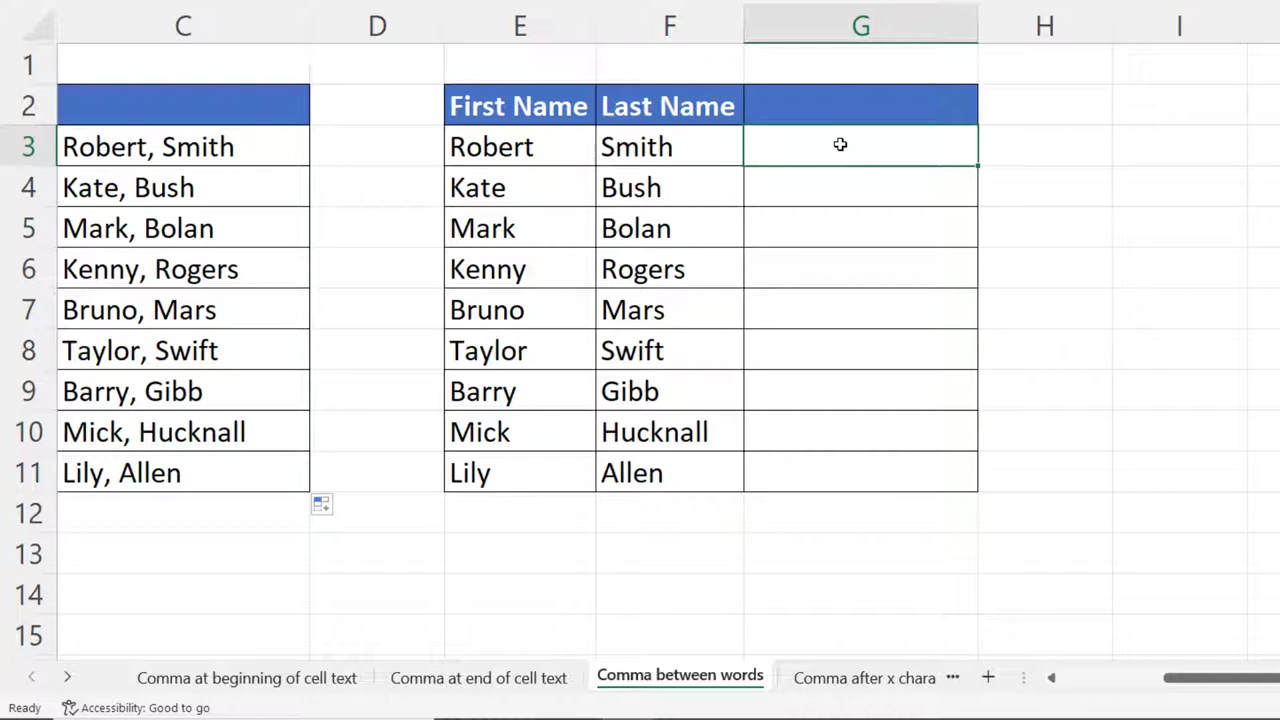 C D E F G H I
1
2 First Name Last Name
3 Robert, Smith Robert Smith
4 Kate, Bush Kate Bush
5 Mark, Bolan Mark Bolan
6 Kenny, Rogers Kenny Rogers
7 Bruno, Mars Bruno Mars
8 Taylor, Swift Taylor Swift
9 Barry, Gibb Barry Gibb
10 Mick, Hucknall Mick Hucknall
11 Lily, Allen Lily Allen
12
13
14
15
Comma at beginning of cell text Comma at end of cell text Comma between words Comma after x chara ...
Ready Accessibility: Good to go